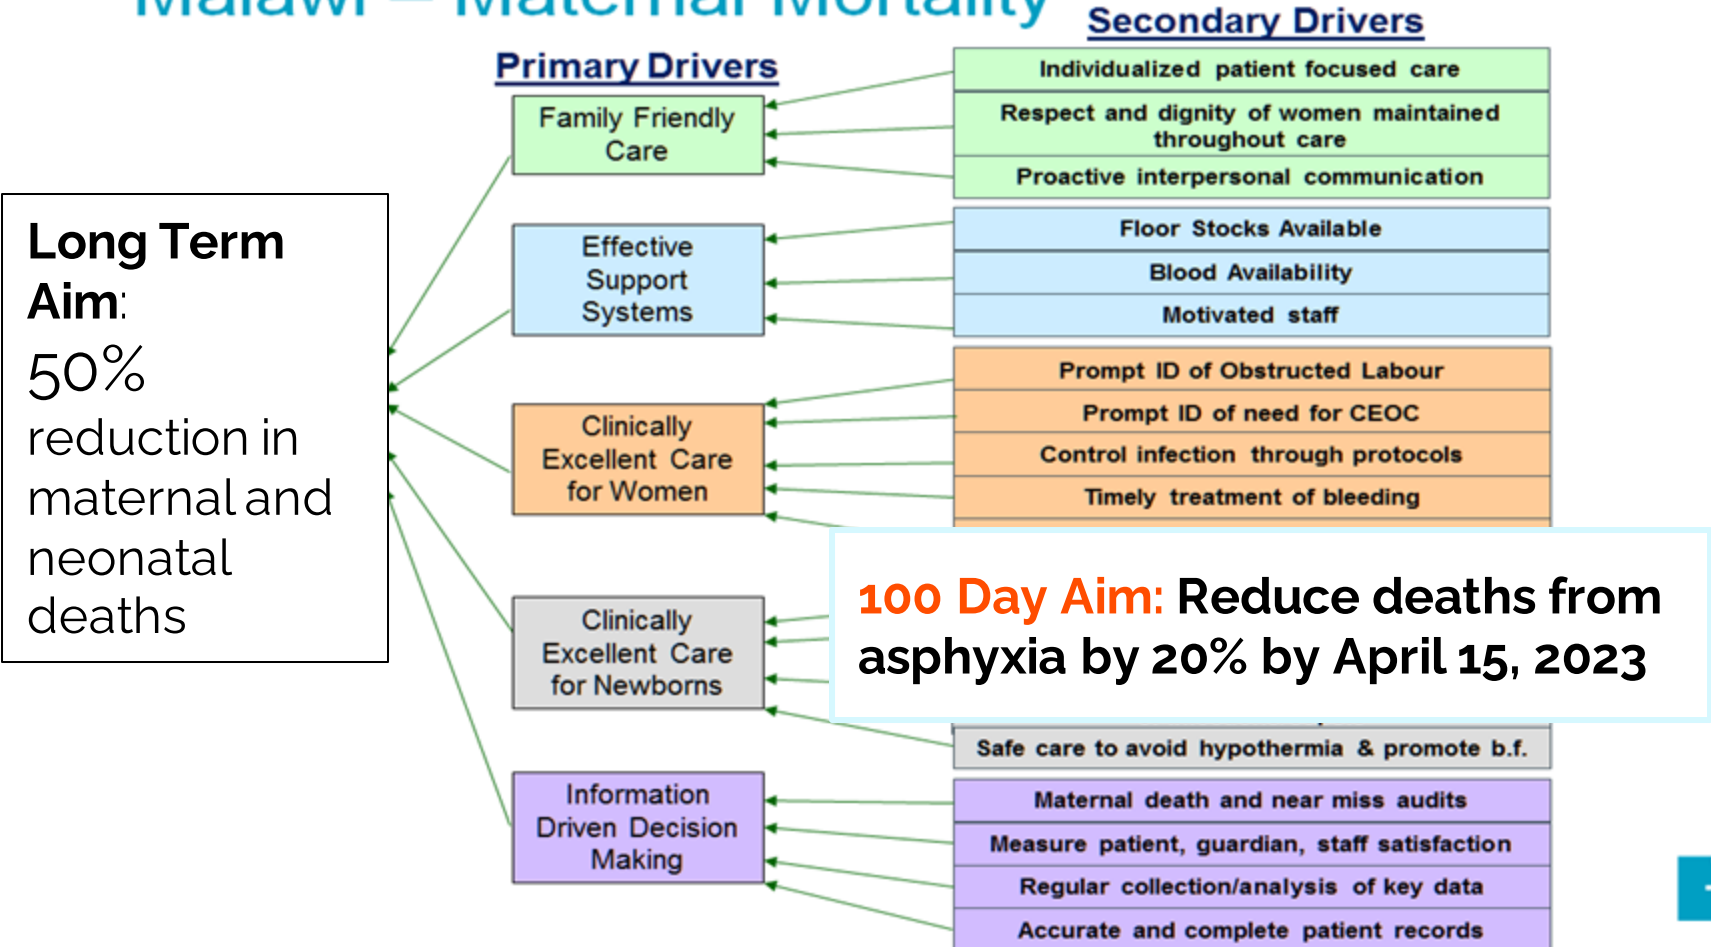 Malawi – Maternal Mortality
Secondary Drivers
Primary Drivers
Individualized patient focused care
Family Friendly
Care
Respect and dignity of women maintained
throughout care
Proactive interpersonal communication
Long Term
Aim:
50%
reduction in
maternal and
neonatal
deaths
Effective
Support
Systems
Floor Stocks Available
Blood Availability
Motivated staff
Clinically
Excellent Care
for Women
Prompt ID of Obstructed Labour
Prompt ID of need for CEOC
Control infection through protocols
Timely treatment of bleeding
100 Day Aim: Reduce deaths from
asphyxia by 20% by April 15, 2023
Clinically
Excellent Care
for Newborns
Safe care to avoid hypothermia & promote b.f.
Information
Driven Decision
Making
Maternal death and near miss audits
Measure patient, guardian, staff satisfaction
Regular collection/analysis of key data
Accurate and complete patient records